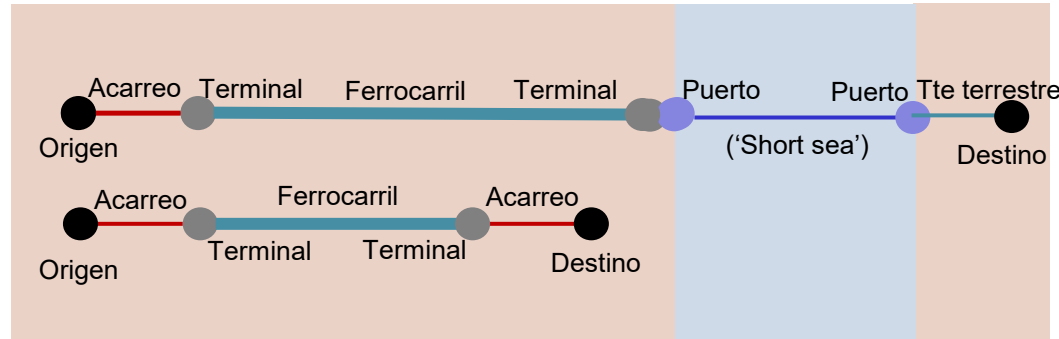 Acarreo Terminal Ferrocarril Terminal Puerto Puerto Tte terrestre
Origen ('Short sea') Destino
Acarreo Ferrocarril Acarreo
Terminal Terminal
Origen Destino